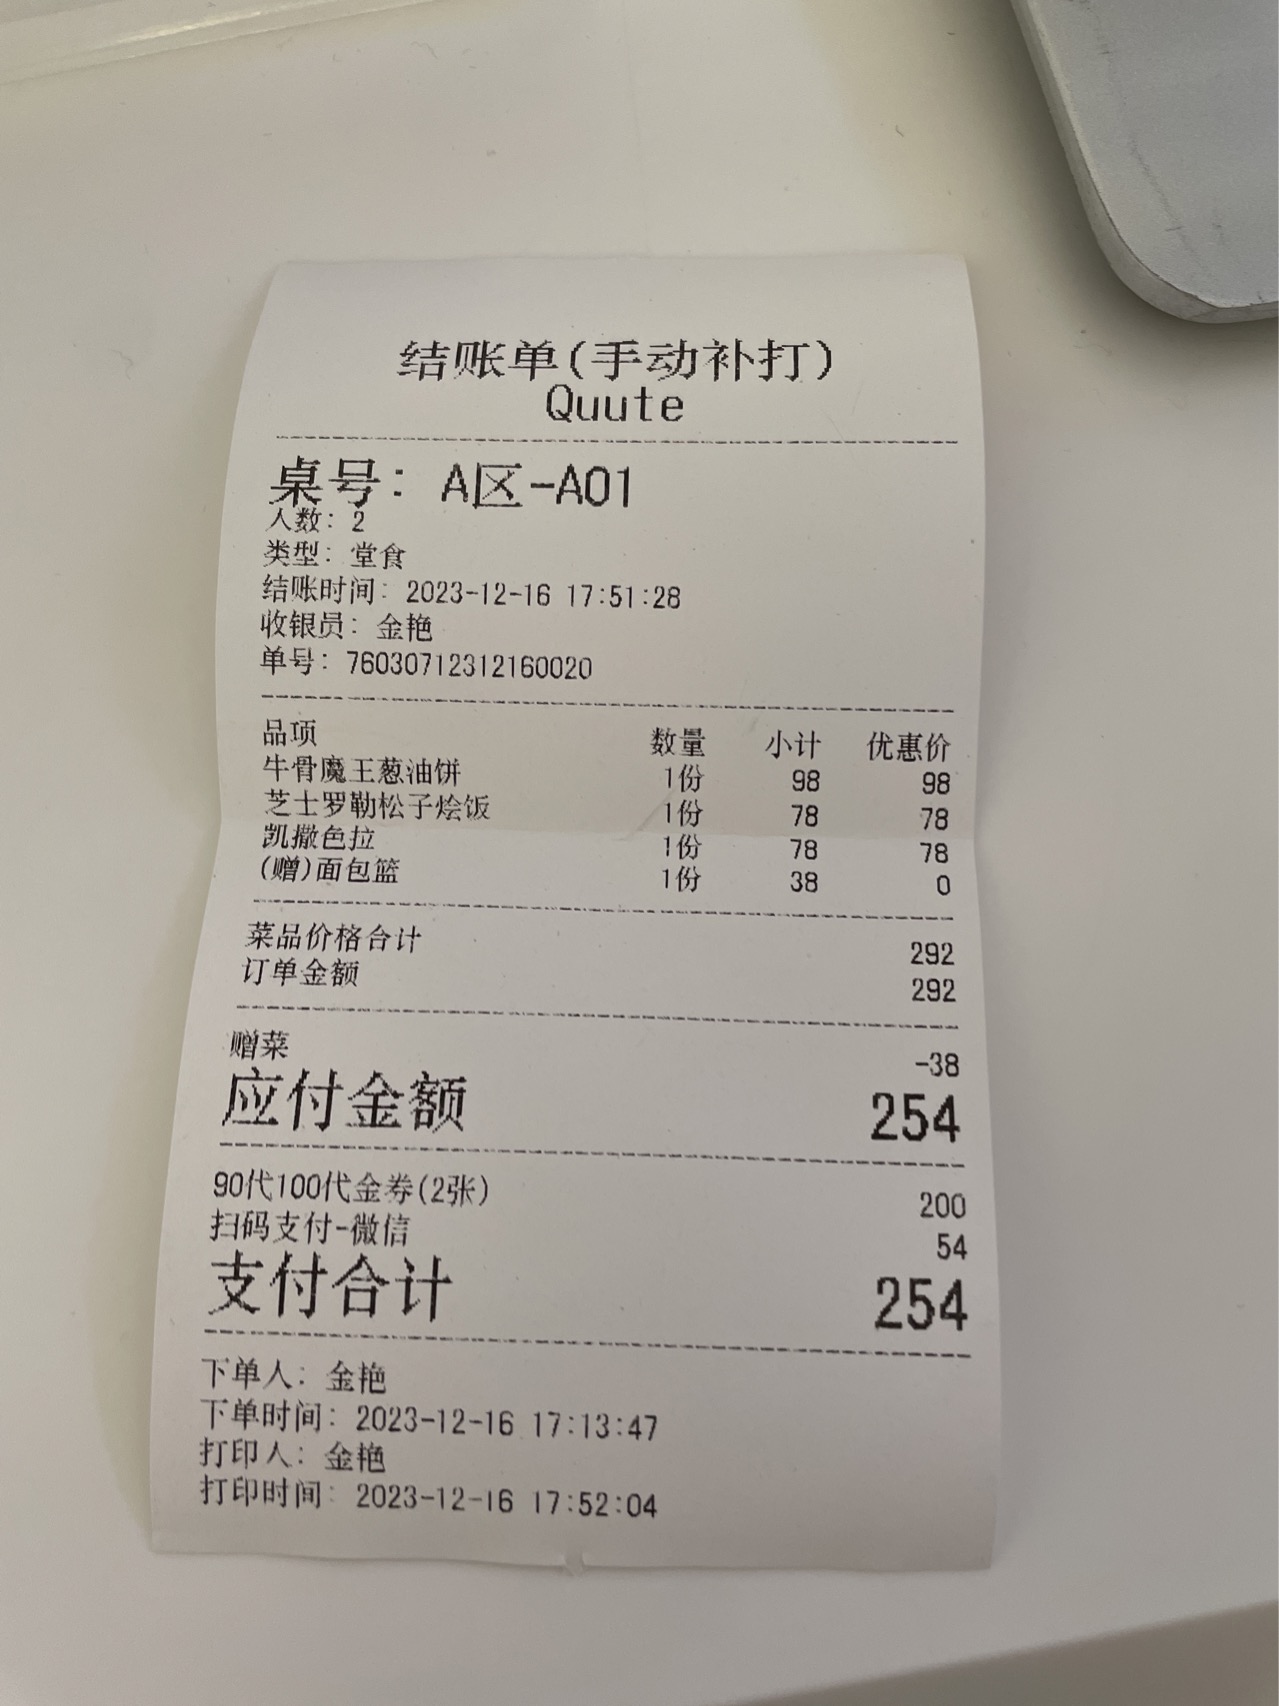 结账单(手动补打)
Quute
桌号: A区-A01
人数: 2
类型: 堂食
结账时间: 2023-12-16 17:51:28
收银员: 金艳
单号: 76030712312160020
品项 数量 小计 优惠价
牛骨魔王葱油饼 1份 98 98
芝士罗勒松子烩饭 1份 78 78
凯撒色拉 1份 78 78
(赠)面包篮 1份 38 0
菜品价格合计 292
订单金额 292
赠菜 -38
应付金额 254
90代100代金券(2张) 200
扫码支付-微信 54
支付合计 254
下单人: 金艳
下单时间: 2023-12-16 17:13:47
打印人: 金艳
打印时间: 2023-12-16 17:52:04